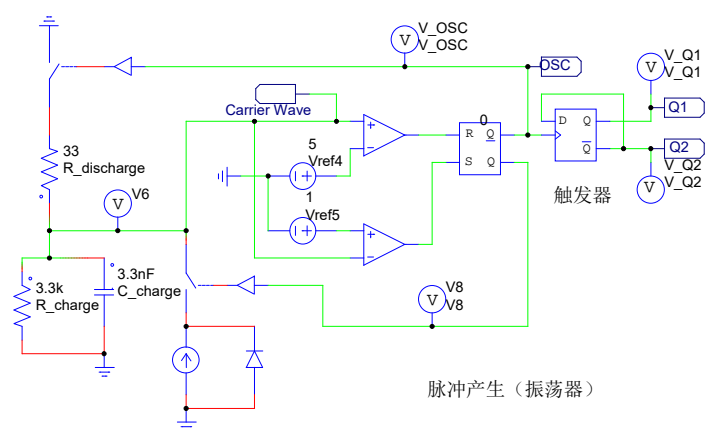 V_OSC
V_OSC
OSC
V_Q1
V_Q1
Carrier Wave
Q1
0
D Q
Q
R Q
S Q
Q2
V_Q2
V_Q2
触发器
5
Vref4
1
Vref5
33
R_discharge
V
V6
V
V
V
3.3k
R_charge
3.3nF
C_charge
V
V8
V8
脉冲产生（振荡器）